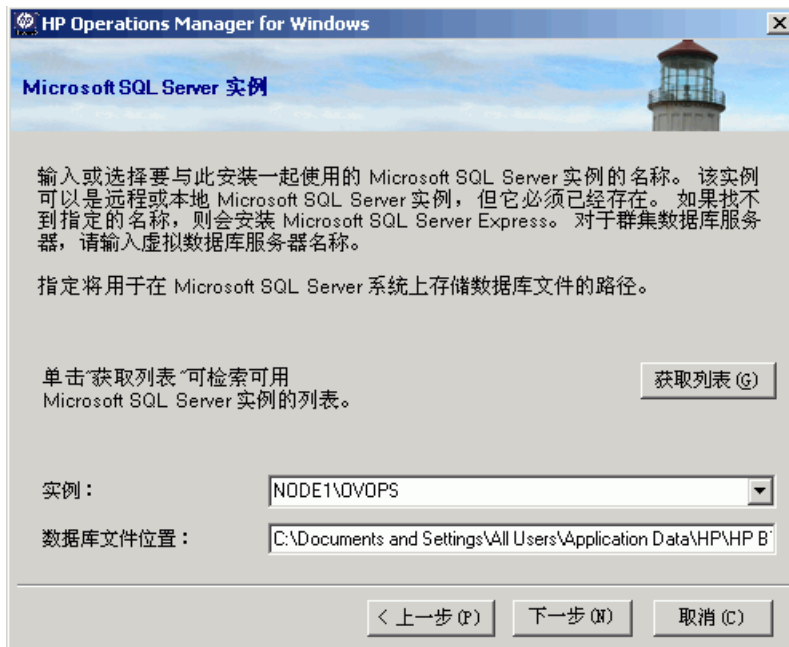 HP Operations Manager for Windows
Microsoft SQL Server 实例
输入或选择要与此安装一起使用的 Microsoft SQL Server 实例的名称。 该实例
可以是远程或本地 Microsoft SQL Server 实例，但它必须已经存在。 如果找不
到指定的名称，则会安装 Microsoft SQL Server Express。 对于群集数据库服务
器，请输入虚拟数据库服务器名称。
指定将用于在 Microsoft SQL Server 系统上存储数据库文件的路径。
单击“获取列表”可检索可用
Microsoft SQL Server 实例的列表。
获取列表(G)
实例：
NODE1\OVOPS
数据库文件位置：
C:\Documents and Settings\All Users\Application Data\HP\HP B
< 上一步(P)
下一步(N)
取消(C)